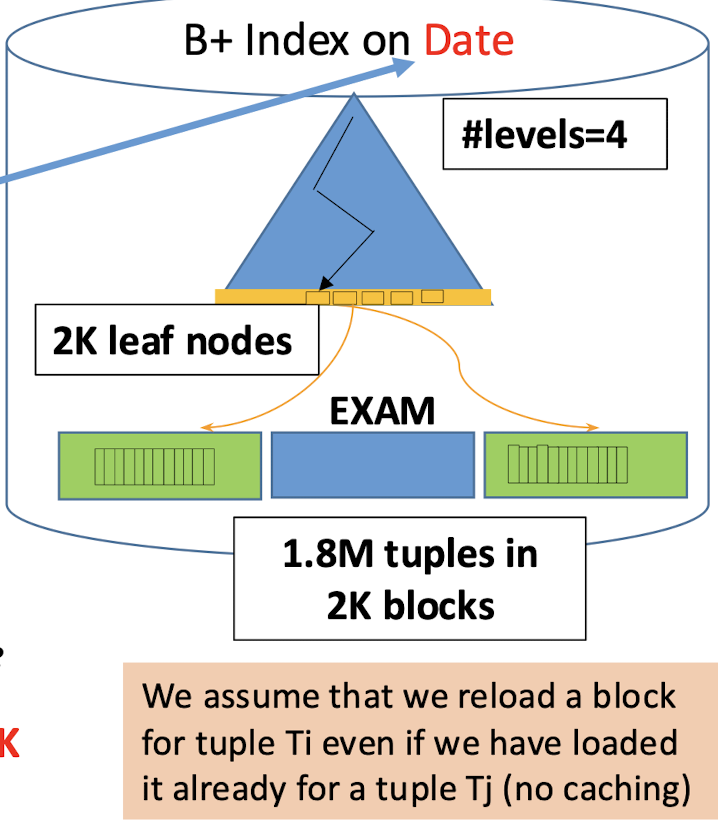 B+ Index on Date
#levels=4
2K leaf nodes
EXAM
1.8M tuples in
2K blocks
?
K
We assume that we reload a block
for tuple Ti even if we have loaded
it already for a tuple Tj (no caching)